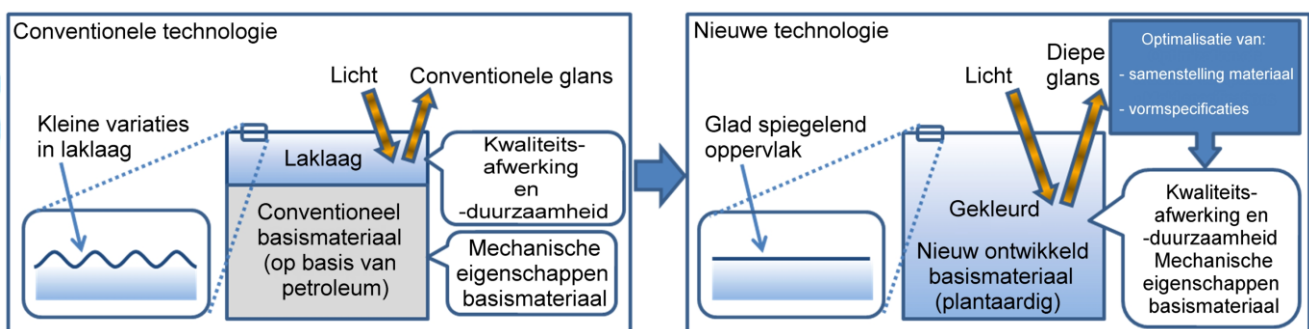 Conventionele technologie
Licht
Conventionele glans
Kleine variaties
in laklaag
Laklaag
Kwaliteits-
afwerking
en
-duurzaamheid
Conventioneel
basismateriaal
(op basis van
petroleum)
Mechanische
eigenschappen
basismateriaal
Nieuwe technologie
Licht
Diepe
glans
Optimalisatie van:
- samenstelling materiaal
- vormspecificaties
Glad spiegelend
oppervlak
Gekleurd
Nieuw ontwikkeld
basismateriaal
(plantaardig)
Kwaliteits-
afwerking en
-duurzaamheid
Mechanische
eigenschappen
basismateriaal